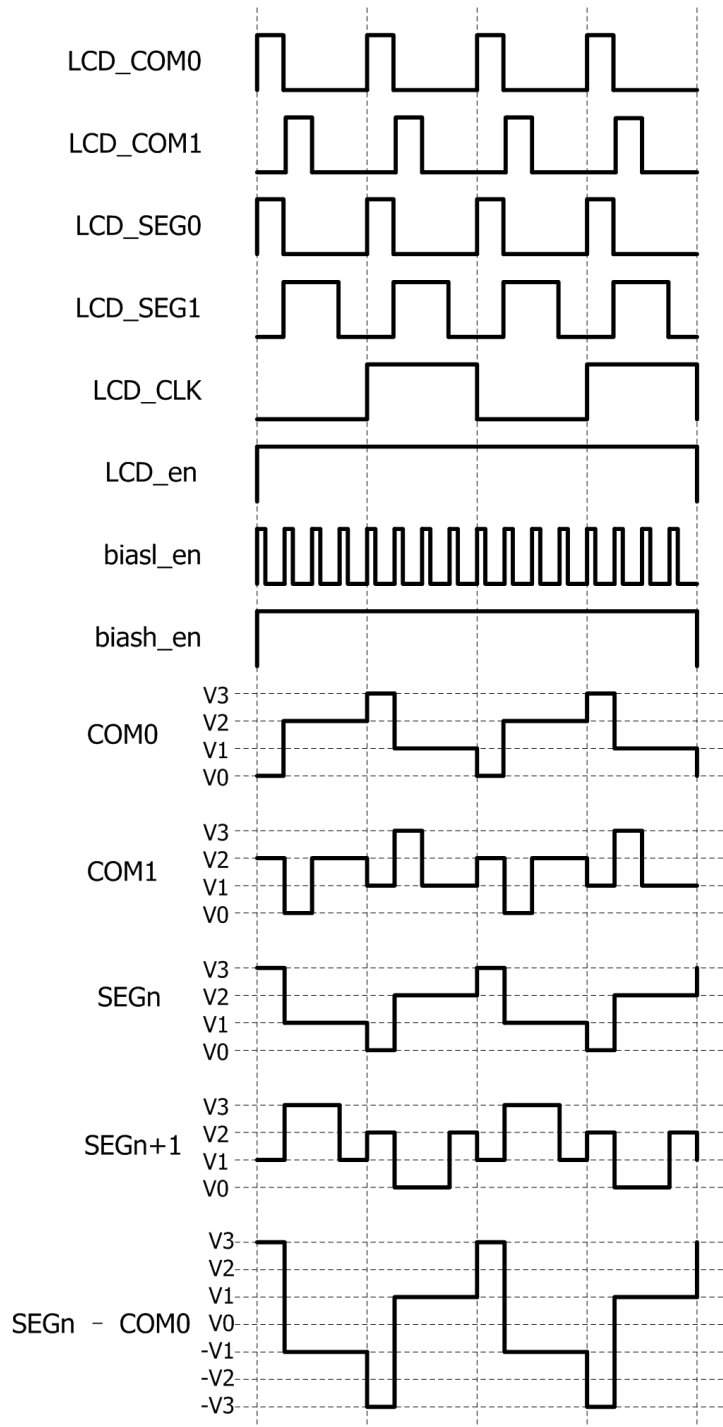 LCD_COM0
LCD_COM1
LCD_SEG0
LCD_SEG1
LCD_CLK
LCD_en
biasl_en
biash_en
V3
COM0
V2
V1
V0
V3
COM1
V2
V1
V0
V3
SEGn
V2
V1
V0
V3
SEGn+1
V2
V1
V0
V3
V2
V1
SEGn - COM0
V0
-V1
-V2
-V3